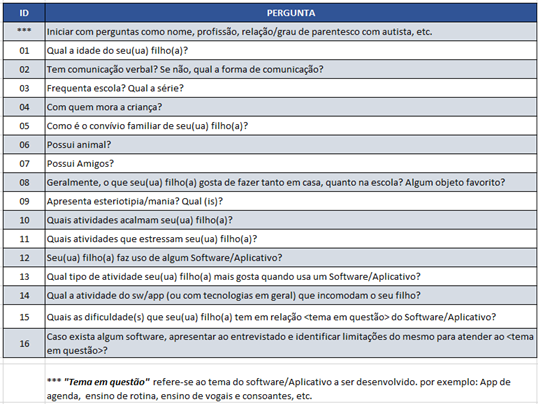 ID PERGUNTA
*** Iniciar com perguntas como nome, profissão, relação/grau de parentesco com autista, etc.
01 Qual a idade do seu(ua) filho(a)?
02 Tem comunicação verbal? Se não, qual a forma de comunicação?
03 Frequenta escola? Qual a série?
04 Com quem mora a criança?
05 Como é o convívio familiar de seu(ua) filho(a)?
06 Possui animal?
07 Possui Amigos?
08 Geralmente, o que seu(ua) filho(a) gosta de fazer tanto em casa, quanto na escola? Algum objeto favorito?
09 Apresenta esteriotipia/mania? Qual (is)?
10 Quais atividades acalmam seu(ua) filho(a)?
11 Quais atividades que estressam seu(ua) filho(a)?
12 Seu(ua) filho(a) faz uso de algum Software/Aplicativo?
13 Qual tipo de atividade seu(ua) filho(a) mais gosta quando usa um Software/Aplicativo?
14 Qual a atividade do sw/app (ou com tecnologias em geral) que incomodam o seu filho?
15 Quais as dificuldade(s) que seu(ua) filho(a) tem em relação <tema em questão> do Software/Aplicativo?
16 Caso exista algum software, apresentar ao entrevistado e identificar limitações do mesmo para atender ao <tema
em questão>?
*** "Tema em questão" refere-se ao tema do software/Aplicativo a ser desenvolvido. por exemplo: App de
agenda, ensino de rotina, ensino de vogais e consoantes, etc.